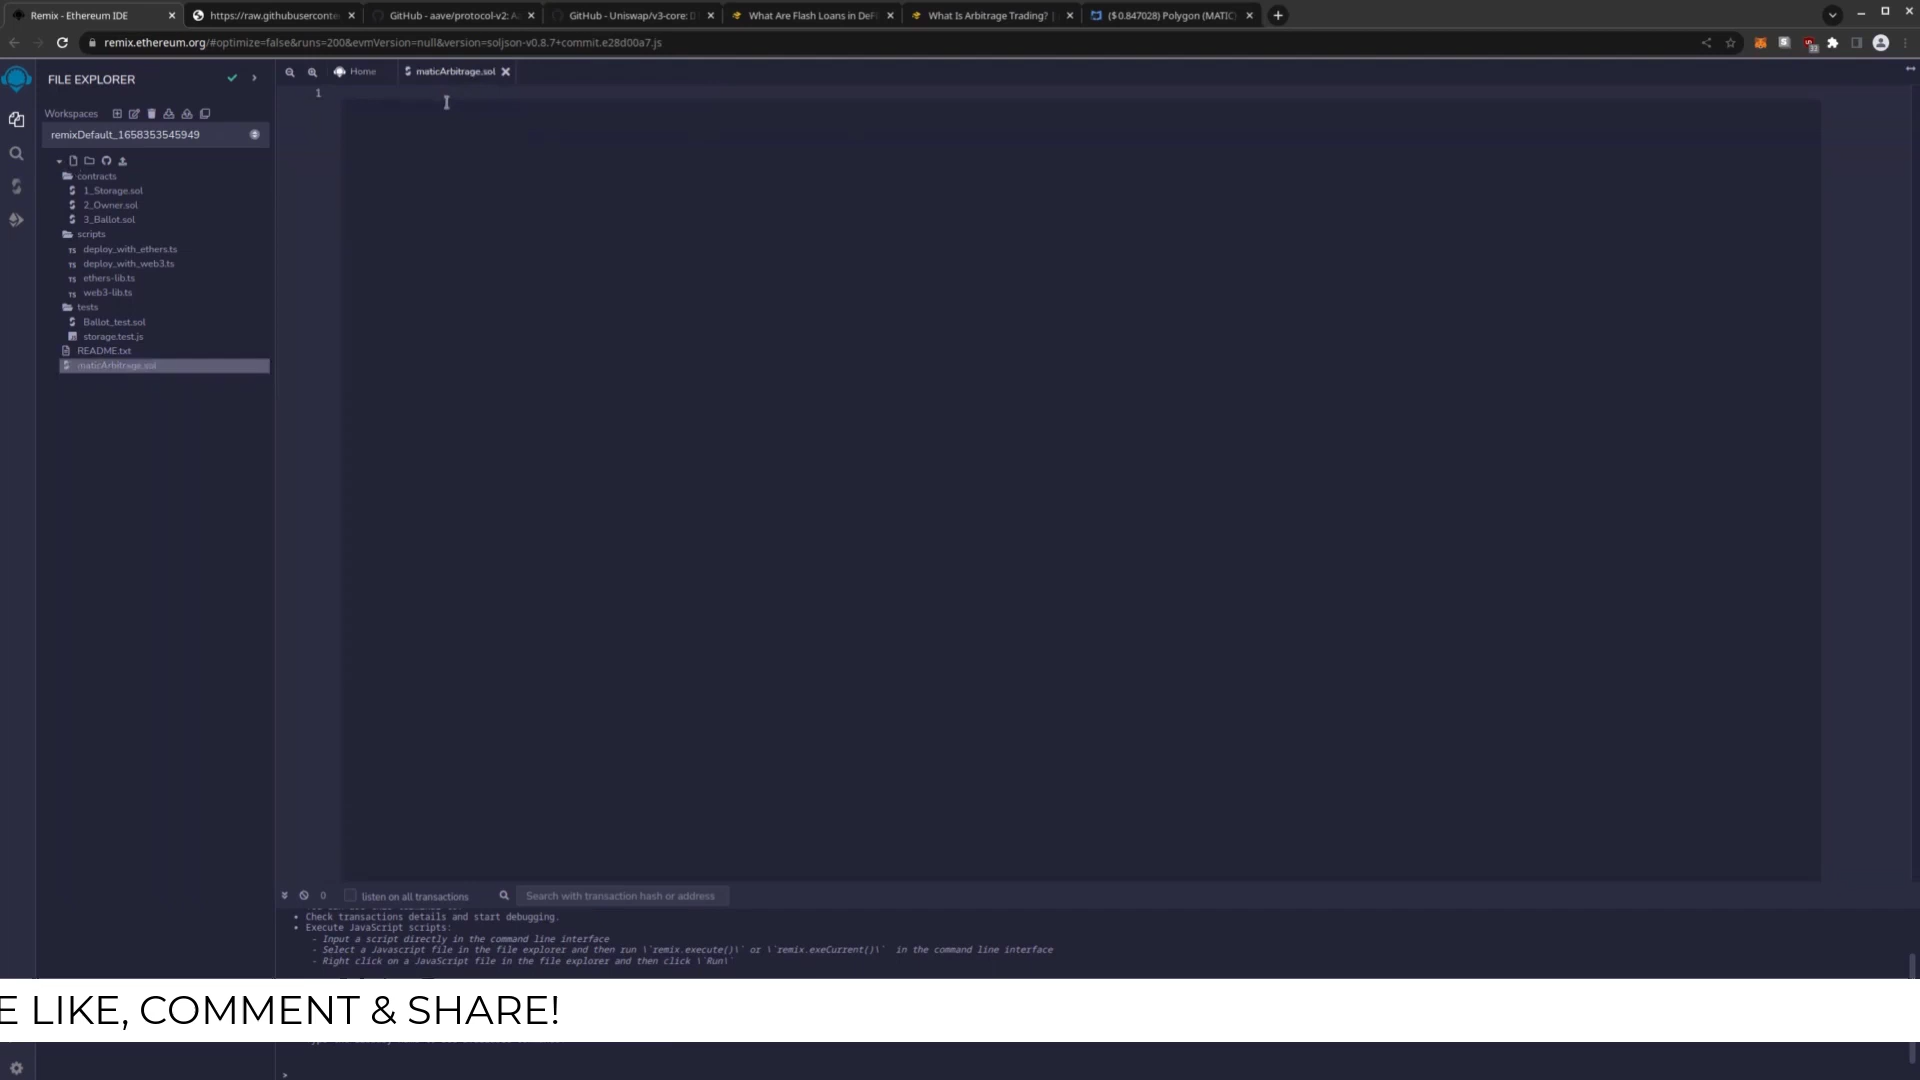 Remix - Ethereum IDE
https://raw.githubuserconte
GitHub - aave/protocol-v2: A
GitHub - Uniswap/v3-core: D
What Are Flash Loans in DeFi
What Is Arbitrage Trading? |
($0.847028) Polygon (MATIC)
remix.ethereum.org/#optimize=false&runs=200&evmVersion=null&version=soljson-v0.8.7+commit.e28d00a7.js
FILE EXPLORER
Home
maticArbitrage.sol
1
Workspaces
remixDefault_1658353545949
contracts
1_Storage.sol
2_Owner.sol
3_Ballot.sol
scripts
TS deploy_with_ethers.ts
TS deploy_with_web3.ts
TS ethers-lib.ts
TS web3-lib.ts
tests
Ballot_test.sol
storage.test.js
README.txt
maticArbitrage.sol
0
listen on all transactions
Search with transaction hash or address
• Check transactions details and start debugging.
• Execute JavaScript scripts:
- Input a script directly in the command line interface
- Select a Javascript file in the file explorer and then run \`remix.execute()\` or \`remix.exeCurrent()\` in the command line interface
- Right click on a JavaScript file in the file explorer and then click \`Run\`
E LIKE, COMMENT & SHARE!
>